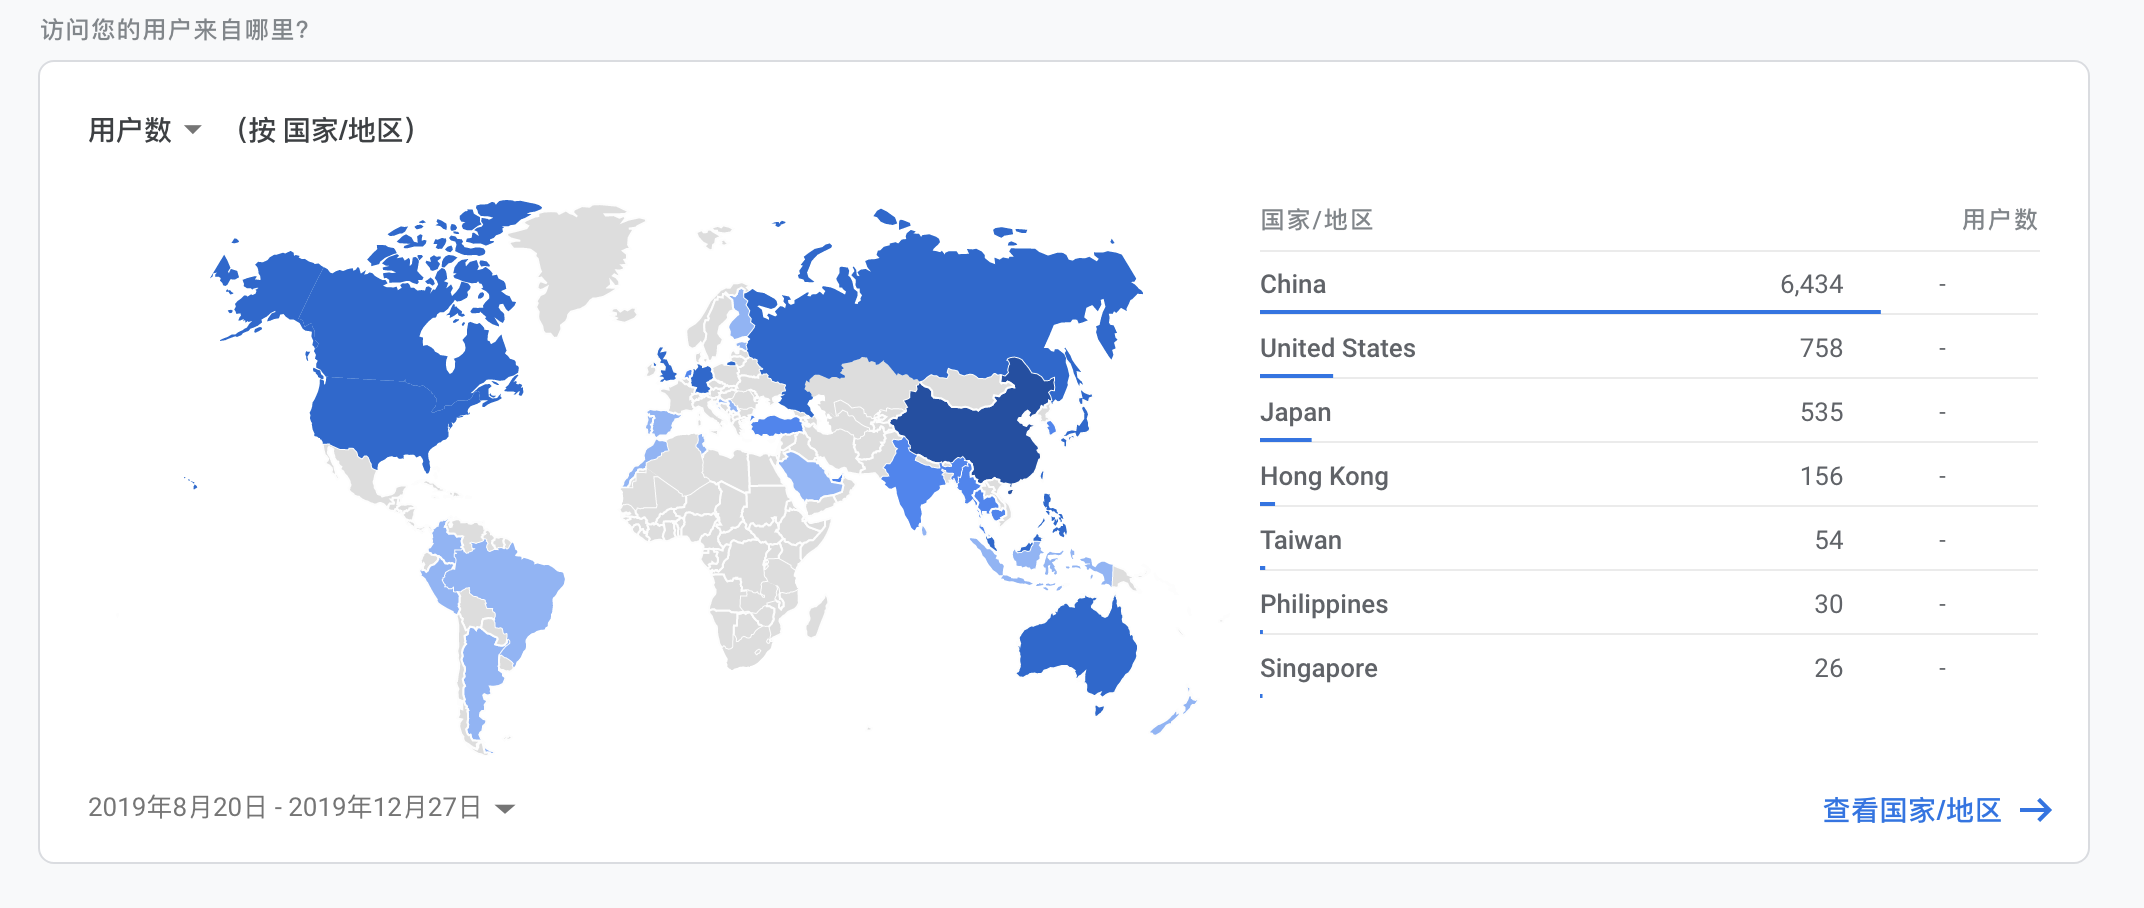 访问您的用户来自哪里?
用户数 （按 国家/地区）
国家/地区 用户数
China 6,434 -
United States 758 -
Japan 535 -
Hong Kong 156 -
Taiwan 54 -
Philippines 30 -
Singapore 26 -
2019年8月20日 - 2019年12月27日
查看国家/地区